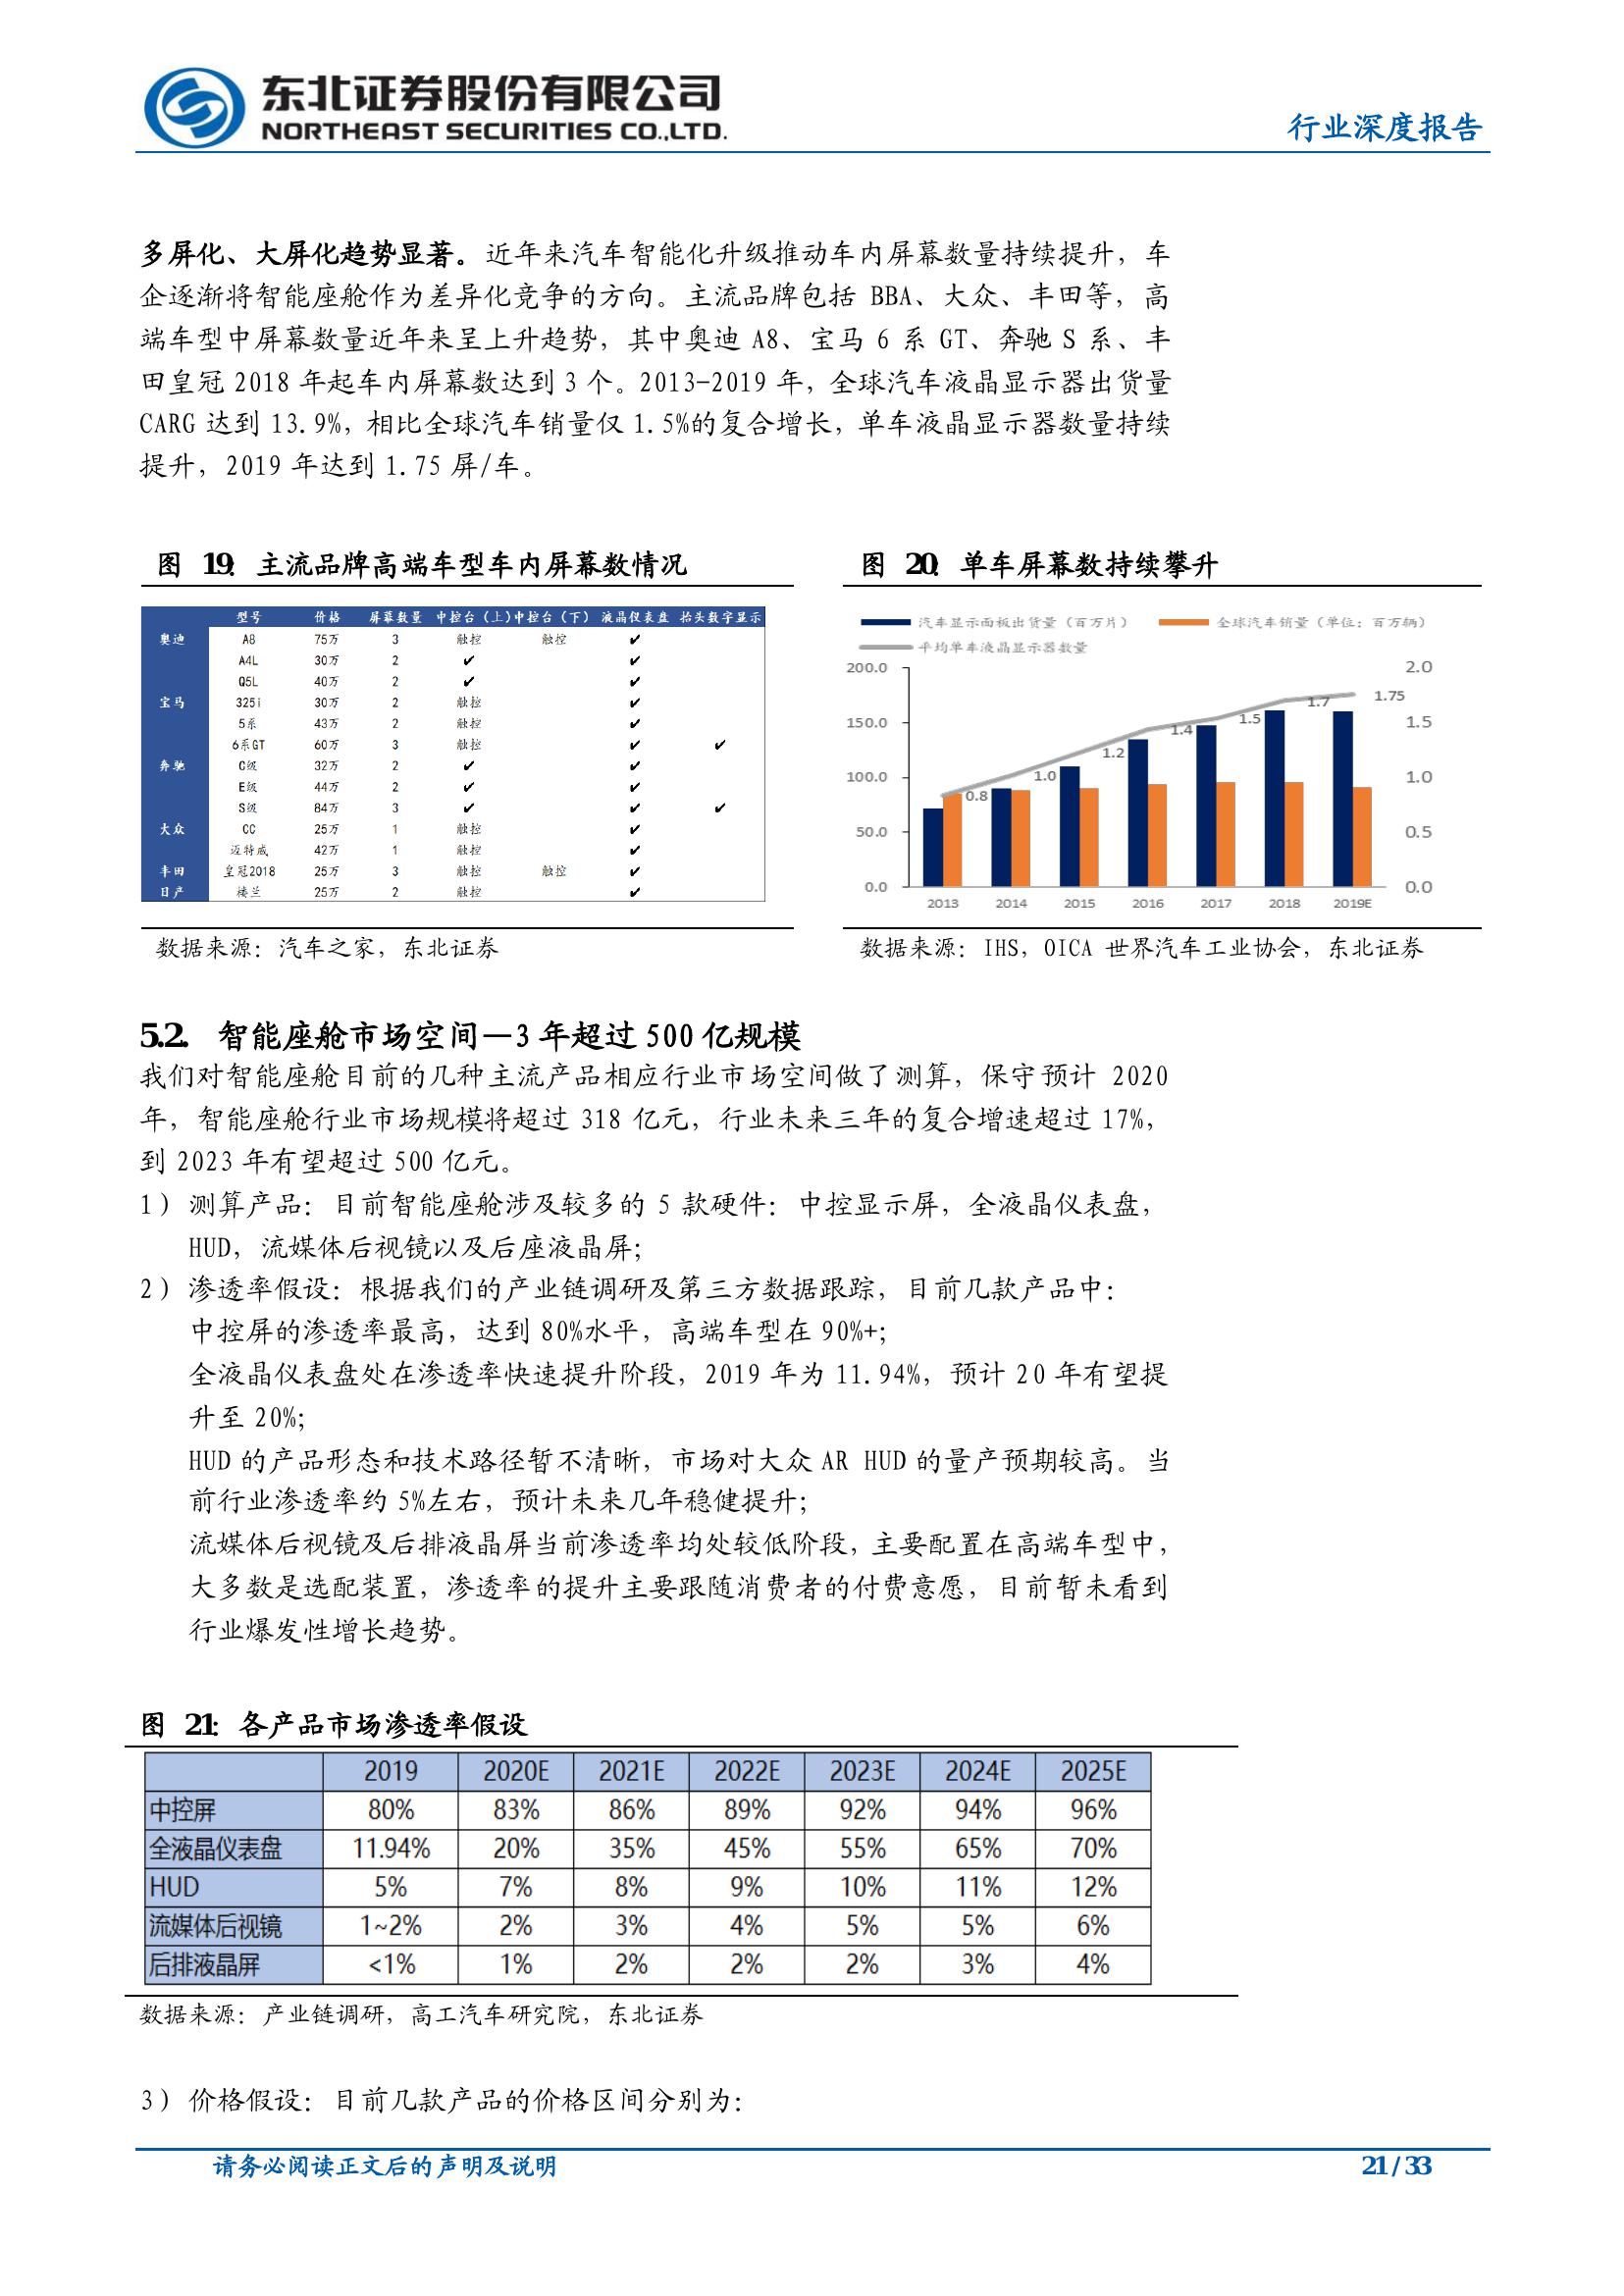 东北证券股份有限公司
NORTHEAST SECURITIES CO.,LTD.
行业深度报告
多屏化、大屏化趋势显著。近年来汽车智能化升级推动车内屏幕数量持续提升，车
企逐渐将智能座舱作为差异化竞争的方向。主流品牌包括 BBA、大众、丰田等，高
端车型中屏幕数量近年来呈上升趋势，其中奥迪 A8、宝马 6 系 GT、奔驰 S 系、丰
田皇冠 2018 年起车内屏幕数达到 3 个。2013-2019 年，全球汽车液晶显示器出货量
CARG 达到 13.9%，相比全球汽车销量仅 1.5%的复合增长，单车液晶显示器数量持续
提升，2019 年达到 1.75 屏/车。
图 19：主流品牌高端车型车内屏幕数情况
型号 价格 屏幕数量 中控台（上） 中控台（下） 液晶仪表盘 抬头数字显示
奥迪 A8 75万 3 触控 触控 ✔
A4L 30万 2 ✔ ✔
Q5L 40万 2 ✔ ✔
宝马 325i 30万 2 触控 ✔
5系 43万 2 触控 ✔
6系GT 60万 3 触控 ✔ ✔
奔驰 C级 32万 2 ✔ ✔
E级 44万 2 ✔ ✔
S级 84万 3 ✔ ✔ ✔
大众 CC 25万 1 触控 ✔
迈特威 42万 1 触控 ✔
丰田 皇冠2018 25万 3 触控 触控 ✔
日产 楼兰 25万 2 触控 ✔
数据来源：汽车之家，东北证券
图 20：单车屏幕数持续攀升
汽车显示面板出货量（百万片） 全球汽车销量（单位：百万辆）
平均单车液晶显示器数量
200.0 2.0
1.75
1.7
150.0 1.5 1.5
1.4
1.2
100.0 1.0 1.0
0.8
50.0 0.5
0.0 0.0
2013 2014 2015 2016 2017 2018 2019E
数据来源：IHS，OICA 世界汽车工业协会，东北证券
5.2. 智能座舱市场空间—3 年超过 500 亿规模
我们对智能座舱目前的几种主流产品相应行业市场空间做了测算，保守预计 2020
年，智能座舱行业市场规模将超过 318 亿元，行业未来三年的复合增速超过 17%，
到 2023 年有望超过 500 亿元。
1） 测算产品：目前智能座舱涉及较多的 5 款硬件：中控显示屏，全液晶仪表盘，
HUD，流媒体后视镜以及后座液晶屏；
2） 渗透率假设：根据我们的产业链调研及第三方数据跟踪，目前几款产品中：
中控屏的渗透率最高，达到 80%水平，高端车型在 90%+；
全液晶仪表盘处在渗透率快速提升阶段，2019 年为 11.94%，预计 20 年有望提
升至 20%；
HUD 的产品形态和技术路径暂不清晰，市场对大众 AR HUD 的量产预期较高。当
前行业渗透率约 5%左右，预计未来几年稳健提升；
流媒体后视镜及后排液晶屏当前渗透率均处较低阶段，主要配置在高端车型中，
大多数是选配装置，渗透率的提升主要跟随消费者的付费意愿，目前暂未看到
行业爆发性增长趋势。
图 21：各产品市场渗透率假设
2019 2020E 2021E 2022E 2023E 2024E 2025E
中控屏 80% 83% 86% 89% 92% 94% 96%
全液晶仪表盘 11.94% 20% 35% 45% 55% 65% 70%
HUD 5% 7% 8% 9% 10% 11% 12%
流媒体后视镜 1~2% 2% 3% 4% 5% 5% 6%
后排液晶屏 <1% 1% 2% 2% 2% 3% 4%
数据来源：产业链调研，高工汽车研究院，东北证券
3） 价格假设：目前几款产品的价格区间分别为：
请务必阅读正文后的声明及说明
21 / 33